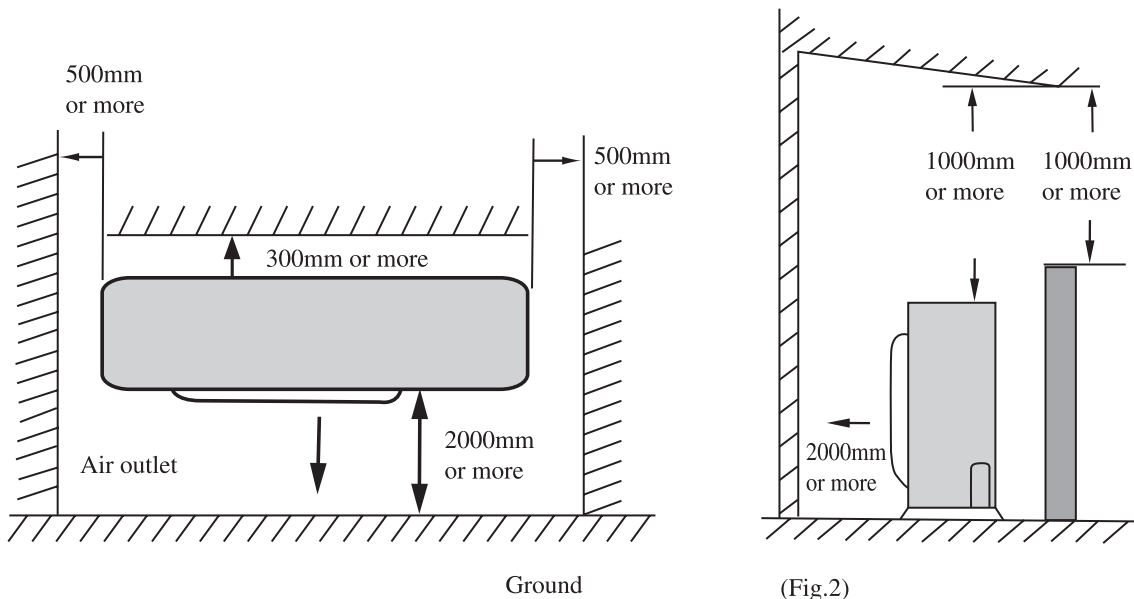 500mm
or more
500mm
or more
300mm or more
2000mm
or more
Air outlet
Ground
1000mm
or more
1000mm
or more
2000mm
or more
(Fig.2)